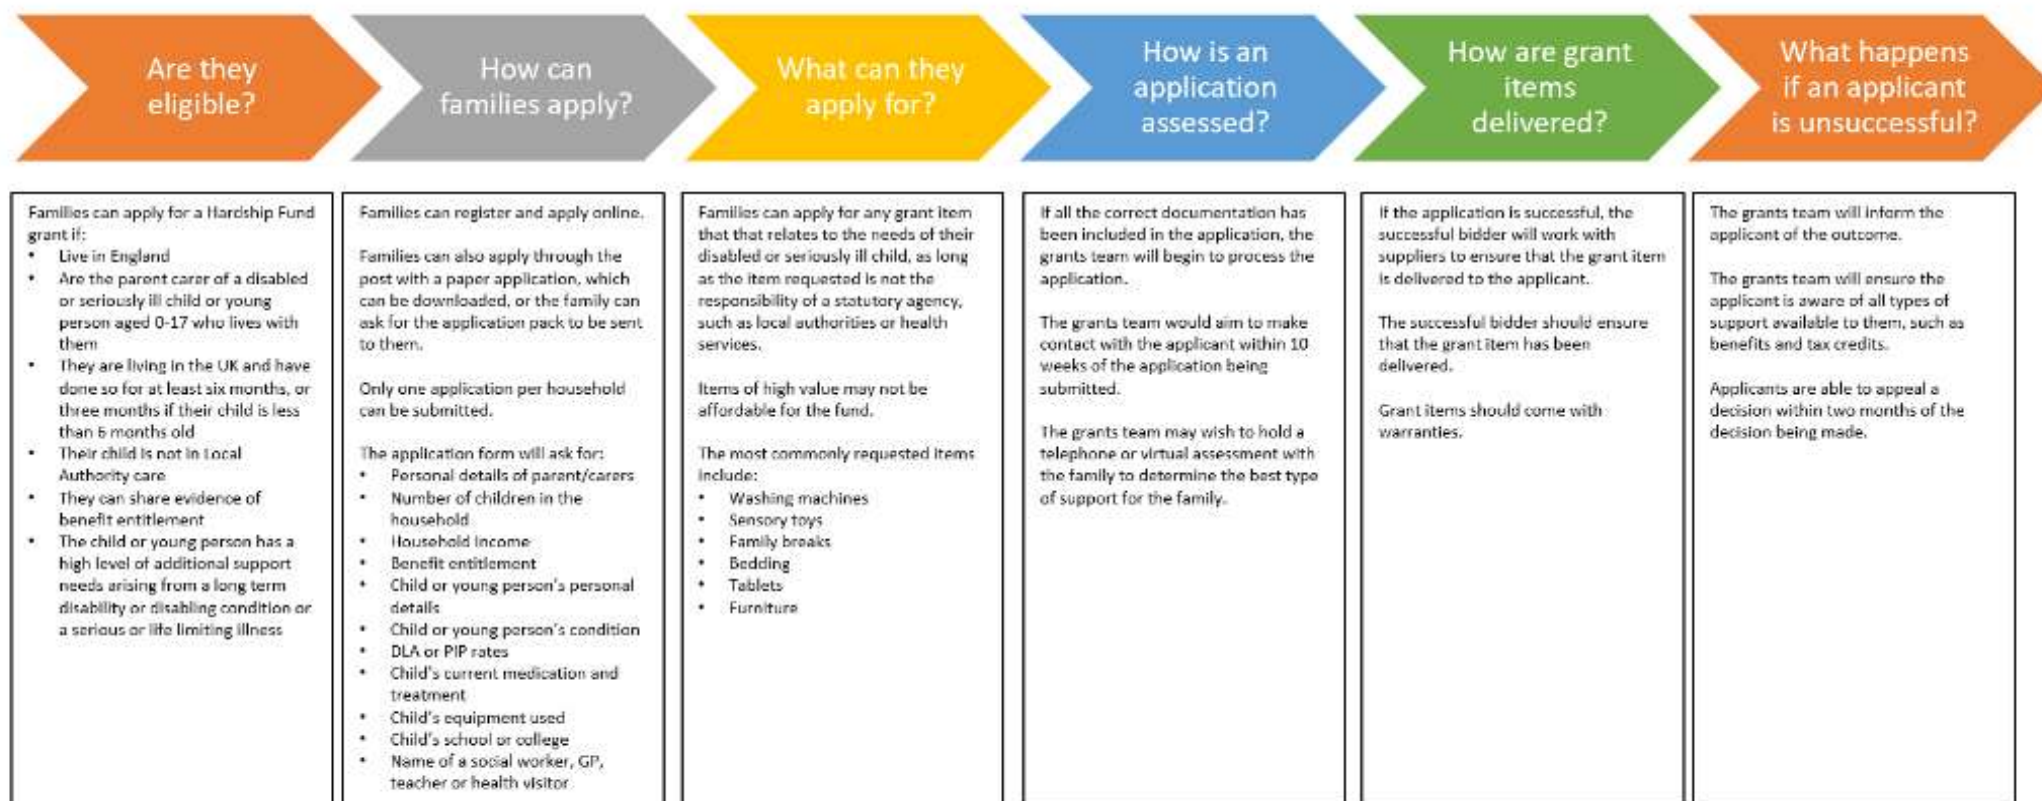 Are they
eligible?
How can
families apply?
What can they
apply for?
How is an
application
assessed?
How are grant
items
delivered?
What happens
if an applicant
is unsuccessful?
Families can apply for a Hardship Fund
grant if:
• Live in England
• Are the parent carer of a disabled
or seriously ill child or young
person aged 0-17 who lives with
them
• They are living in the UK and have
done so for at least six months, or
three months if their child is less
than 6 months old
• Their child is not in Local
Authority care
• They can share evidence of
benefit entitlement
• The child or young person has a
high level of additional support
needs arising from a long term
disability or disabling condition or
a serious or life limiting illness
Families can register and apply online.
Families can also apply through the
post with a paper application, which
can be downloaded, or the family can
ask for the application pack to be sent
to them.
Only one application per household
can be submitted.
The application form will ask for:
• Personal details of parent/carers
• Number of children in the
household
• Household income
• Benefit entitlement
• Child or young person's personal
details
• Child or young person's condition
• DLA or PIP rates
• Child's current medication and
treatment
• Child's equipment used
• Child's school or college
• Name of a social worker, GP,
teacher or health visitor
Families can apply for any grant item
that that relates to the needs of their
disabled or seriously ill child, as long
as the item requested is not the
responsibility of a statutory agency,
such as local authorities or health
services.
Items of high value may not be
affordable for the fund.
The most commonly requested items
include:
• Washing machines
• Sensory toys
• Family breaks
• Bedding
• Tablets
• Furniture
If all the correct documentation has
been included in the application, the
grants team will begin to process the
application.
The grants team would aim to make
contact with the applicant within 10
weeks of the application being
submitted.
The grants team may wish to hold a
telephone or virtual assessment with
the family to determine the best type
of support for the family.
If the application is successful, the
successful bidder will work with
suppliers to ensure that the grant item
is delivered to the applicant.
The successful bidder should ensure
that the grant item has been
delivered.
Grant items should come with
warranties.
The grants team will inform the
applicant of the outcome.
The grants team will ensure the
applicant is aware of all types of
support available to them, such as
benefits and tax credits.
Applicants are able to appeal a
decision within two months of the
decision being made.